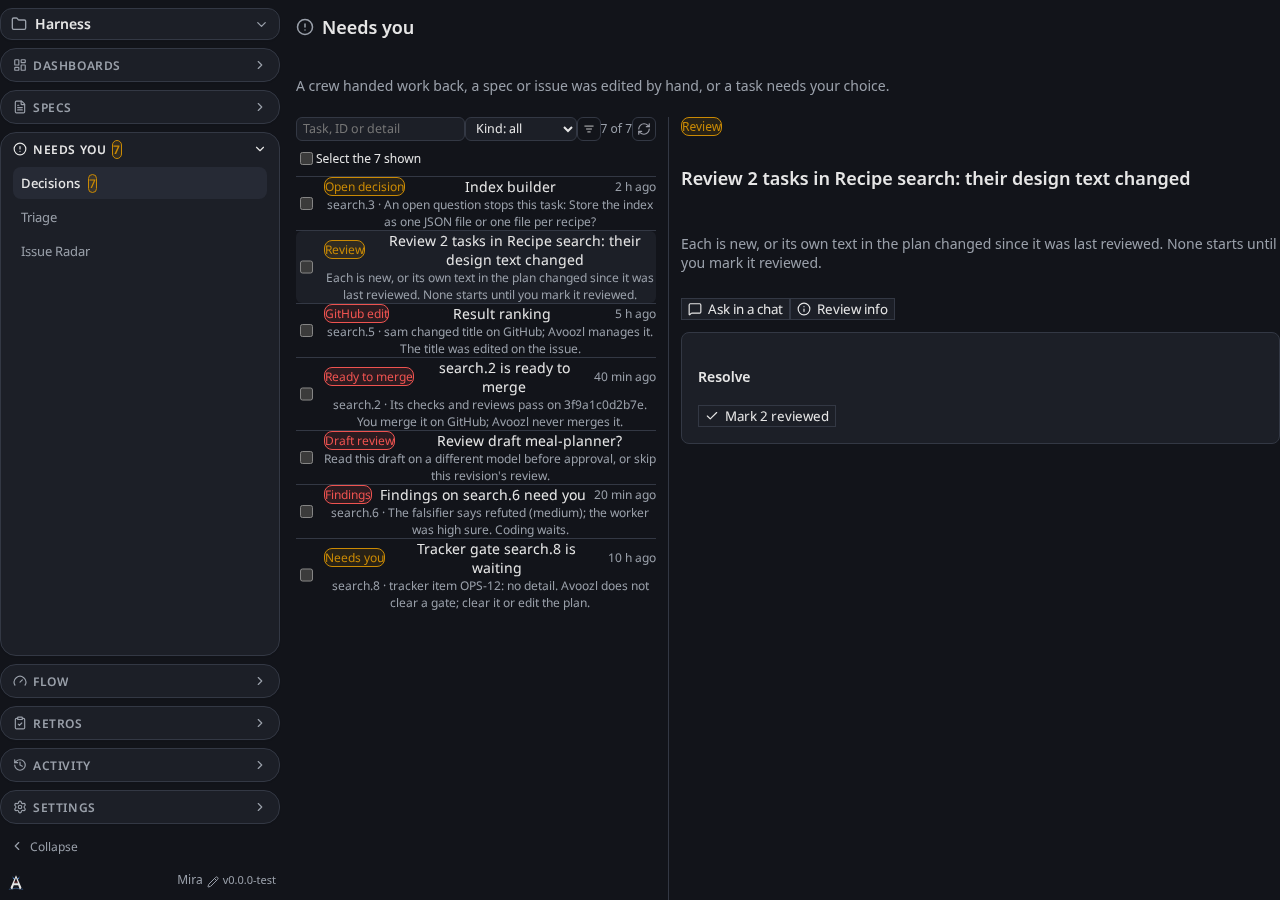 Harness
DASHBOARDS
SPECS
NEEDS YOU 7
Decisions 7
Triage
Issue Radar
FLOW
RETROS
ACTIVITY
SETTINGS
Collapse
A
Mira v0.0.0-test
Needs you
A crew handed work back, a spec or issue was edited by hand, or a task needs your choice.
Task, ID or detail Kind: all 7 of 7
Select the 7 shown
Open decision Index builder 2 h ago
search.3 · An open question stops this task: Store the index
as one JSON file or one file per recipe?
Review Review 2 tasks in Recipe search: their
design text changed
Each is new, or its own text in the plan changed since it was
last reviewed. None starts until you mark it reviewed.
GitHub edit Result ranking 5 h ago
search.5 · sam changed title on GitHub; Avoozl manages it.
The title was edited on the issue.
Ready to merge search.2 is ready to
merge 40 min ago
search.2 · Its checks and reviews pass on 3f9a1c0d2b7e.
You merge it on GitHub; Avoozl never merges it.
Draft review Review draft meal-planner?
Read this draft on a different model before approval, or skip
this revision's review.
Findings Findings on search.6 need you 20 min ago
search.6 · The falsifier says refuted (medium); the worker
was high sure. Coding waits.
Needs you Tracker gate search.8 is
waiting 10 h ago
search.8 · tracker item OPS-12: no detail. Avoozl does not
clear a gate; clear it or edit the plan.
Review
Review 2 tasks in Recipe search: their design text changed
Each is new, or its own text in the plan changed since it was last reviewed. None starts until
you mark it reviewed.
Ask in a chat Review info
Resolve
Mark 2 reviewed